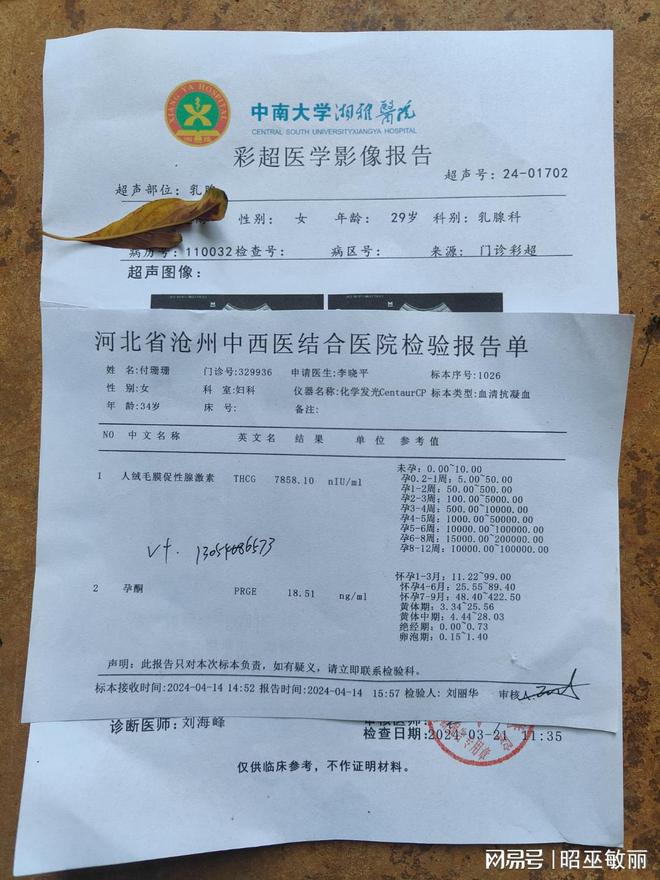 中南大学湘雅醫院
CENTRAL SOUTH UNIVERSITYXIANGYA HOSPITAL
彩超医学影像报告
超声号：24-01702
超声部位：乳
性别： 女 年龄： 29岁 科别：乳腺科
病历号：110032 检查号： 病区号： 来源： 门诊彩超
超声图像：
河北省沧州中西医结合医院检验报告单
姓 名:付珊珊 门诊号:329936 申请医生:李晓平 标本序号:1026
性 别:女 科 室:妇科 仪器名称:化学发光CentaurCP 标本类型:血清抗凝血
年 龄:34岁 床 号: 备注:
NO 中文名称 英文名 结 果 单 位 参考值
1 人绒毛膜促性腺激素 THCG 7858.10 nIU/ml
未孕: 0.00~10.00
孕0.2-1周: 5.00~50.00
孕1-2周: 50.00~500.00
孕2-3周: 100.00~5000.00
孕3-4周: 500.00~10000.00
孕4-5周: 1000.00~50000.00
孕5-6周: 10000.00~100000.00
孕6-8周: 15000.00~200000.00
孕8-12周: 10000.00~100000.00
V+. 13054686573
2 孕酮 PRGE 18.51 ng/ml
怀孕1-3月: 11.22~99.00
怀孕4-6月: 25.55~89.40
怀孕7-9月: 48.40~422.50
黄体期: 3.34~25.56
黄体中期: 4.44~28.03
绝经期: 0.00~0.73
卵泡期: 0.15~1.40
声明: 此报告只对本次标本负责，如有疑义，请立即联系检验科。
标本接收时间:2024-04-14 14:52 报告时间:2024-04-14 15:57 检验人: 刘丽华 审核人:
诊断医师: 刘海峰 审核医师:
检查日期:2021-03-21 11:35
仅供临床参考，不作证明材料。
网易号 | 昭巫敏丽